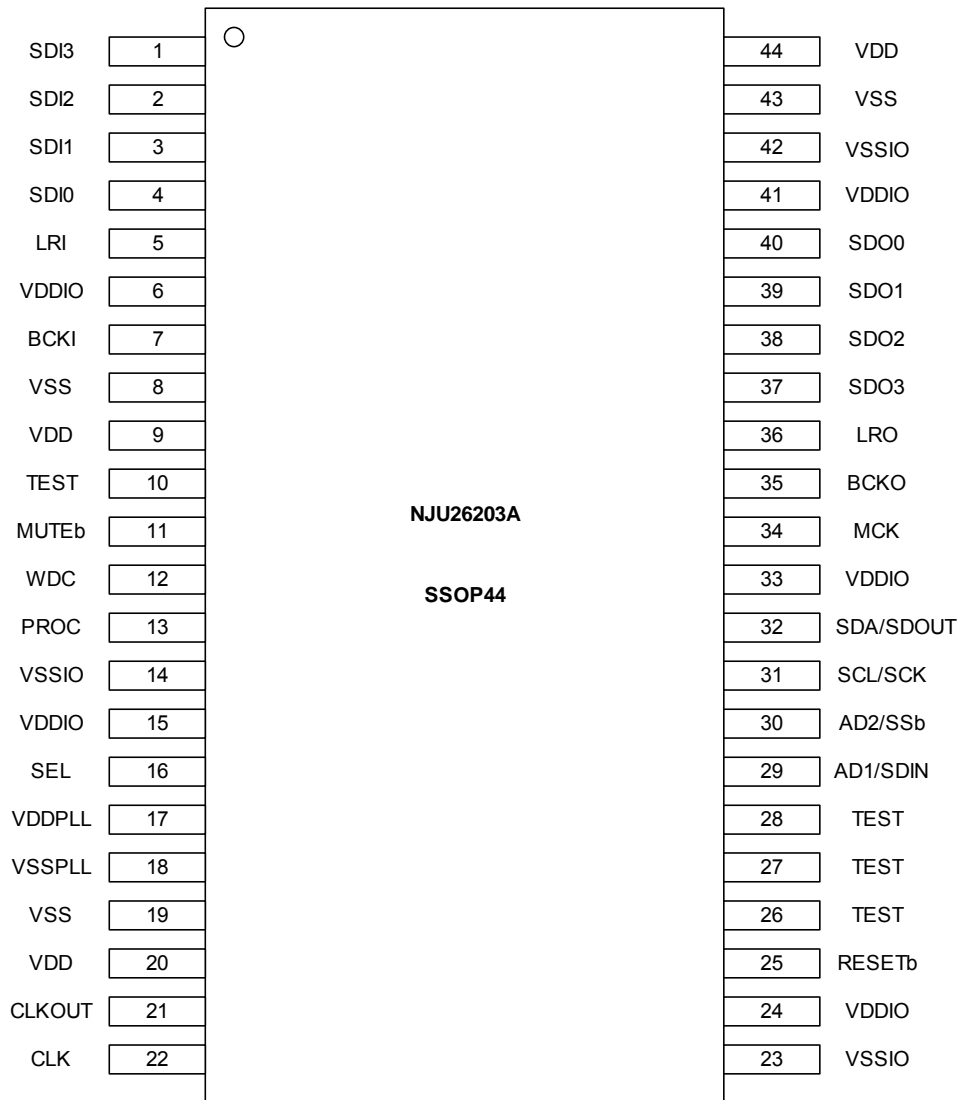 SDI3 1 44 VDD
SDI2 2 43 VSS
SDI1 3 42 VSSIO
SDI0 4 41 VDDIO
LRI 5 40 SDO0
VDDIO 6 39 SDO1
BCKI 7 38 SDO2
VSS 8 37 SDO3
VDD 9 36 LRO
TEST 10 35 BCKO
NJU26203A
MUTEb 11 34 MCK
WDC 12 33 VDDIO
SSOP44
PROC 13 32 SDA/SDOUT
VSSIO 14 31 SCL/SCK
VDDIO 15 30 AD2/SSb
SEL 16 29 AD1/SDIN
VDDPLL 17 28 TEST
VSSPLL 18 27 TEST
VSS 19 26 TEST
VDD 20 25 RESETb
CLKOUT 21 24 VDDIO
CLK 22 23 VSSIO